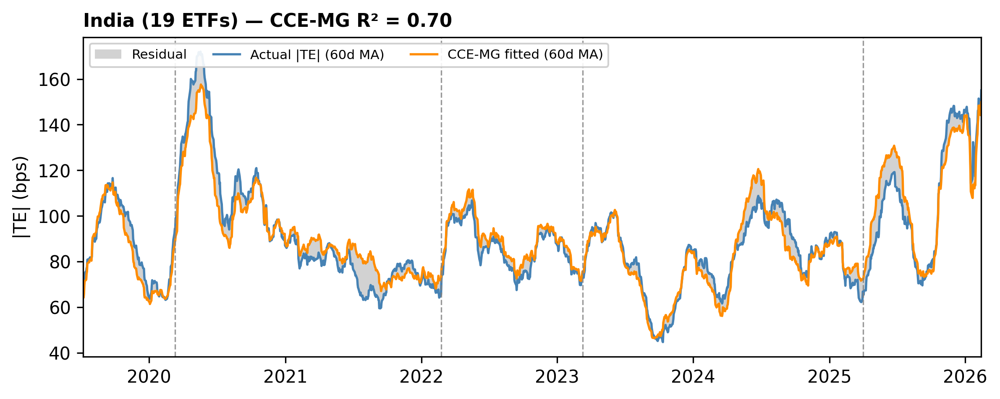 India (19 ETFs) — CCE-MG R² = 0.70
Residual
Actual |TE| (60d MA)
CCE-MG fitted (60d MA)
|TE| (bps)
160
140
120
100
80
60
40
2020
2021
2022
2023
2024
2025
2026